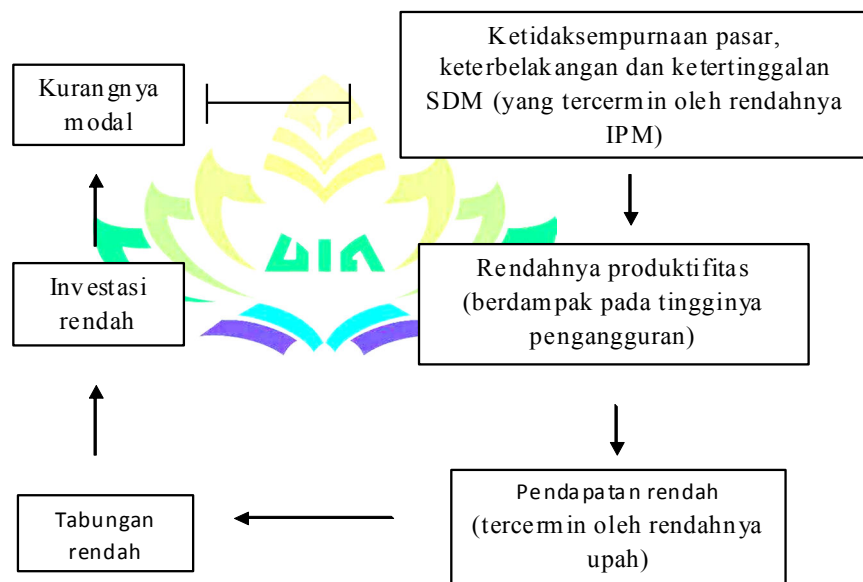 Ketidaksempurnaan pasar,
keterbelakangan dan ketertinggalan
SDM (yang tercermin oleh rendahnya
IPM)
Kurangnya
modal
Rendahnya produktifitas
(berdampak pada tingginya
pengangguran)
Investasi
rendah
Pendapatan rendah
(tercermin oleh rendahnya
upah)
Tabungan
rendah